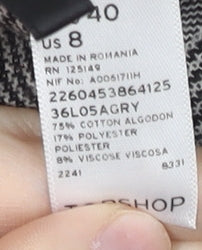 40
US 8
MADE IN ROMANIA
RN 125149
NIF No: A0061711H
2260453864125
36L05AGRY
75% COTTON ALGODON
17% POLYESTER
POLIESTER
8% VISCOSE VISCOSA
2241 8331
TOPSHOP